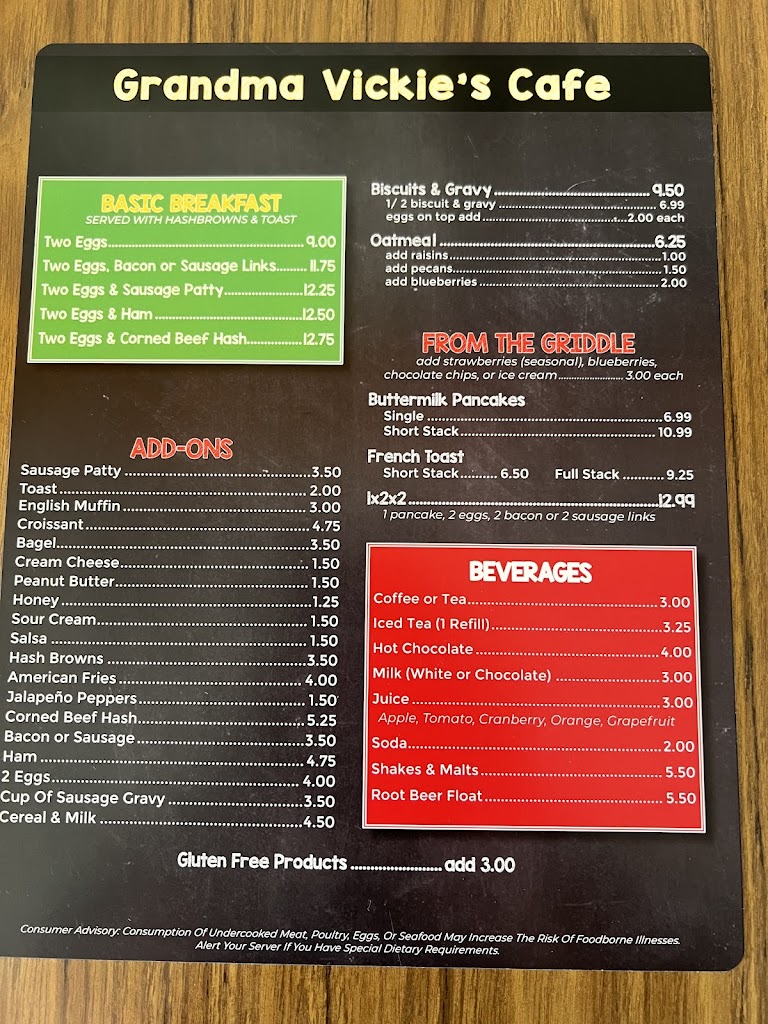 Grandma Vickie's Cafe
BASIC BREAKFAST
SERVED WITH HASHBROWNS & TOAST
Two Eggs........ 9.00
Two Eggs, Bacon or Sausage Links........ 11.75
Two Eggs & Sausage Patty........ 12.25
Two Eggs & Ham........ 12.50
Two Eggs & Corned Beef Hash........ 12.75
ADD-ONS
Sausage Patty ........ 3.50
Toast ........ 2.00
English Muffin ........ 3.00
Croissant ........ 4.75
Bagel........ 3.50
Cream Cheese........ 1.50
Peanut Butter........ 1.50
Honey ........ 1.25
Sour Cream........ 1.50
Salsa ........ 1.50
Hash Browns ........ 3.50
American Fries ........ 4.00
Jalapeño Peppers........ 1.50
Corned Beef Hash........ 5.25
Bacon or Sausage ........ 3.50
Ham ........ 4.75
2 Eggs........ 4.00
Cup Of Sausage Gravy ........ 3.50
Cereal & Milk ........ 4.50
Biscuits & Gravy ........ 9.50
1/ 2 biscuit & gravy ........ 6.99
eggs on top add ........ 2.00 each
Oatmeal ........ 6.25
add raisins........ 1.00
add pecans........ 1.50
add blueberries ........ 2.00
FROM THE GRIDDLE
add strawberries (seasonal), blueberries,
chocolate chips, or ice cream ........ 3.00 each
Buttermilk Pancakes
Single ........ 6.99
Short Stack ........ 10.99
French Toast
Short Stack........ 6.50 Full Stack ........ 9.25
1x2x2 ........ 12.99
1 pancake, 2 eggs, 2 bacon or 2 sausage links
BEVERAGES
Coffee or Tea........ 3.00
Iced Tea (1 Refill)........ 3.25
Hot Chocolate ........ 4.00
Milk (White or Chocolate) ........ 3.00
Juice ........ 3.00
Apple, Tomato, Cranberry, Orange, Grapefruit
Soda........ 2.00
Shakes & Malts........ 5.50
Root Beer Float........ 5.50
Gluten Free Products ........ add 3.00
Consumer Advisory: Consumption Of Undercooked Meat, Poultry, Eggs, Or Seafood May Increase The Risk Of Foodborne Illnesses.
Alert Your Server If You Have Special Dietary Requirements.